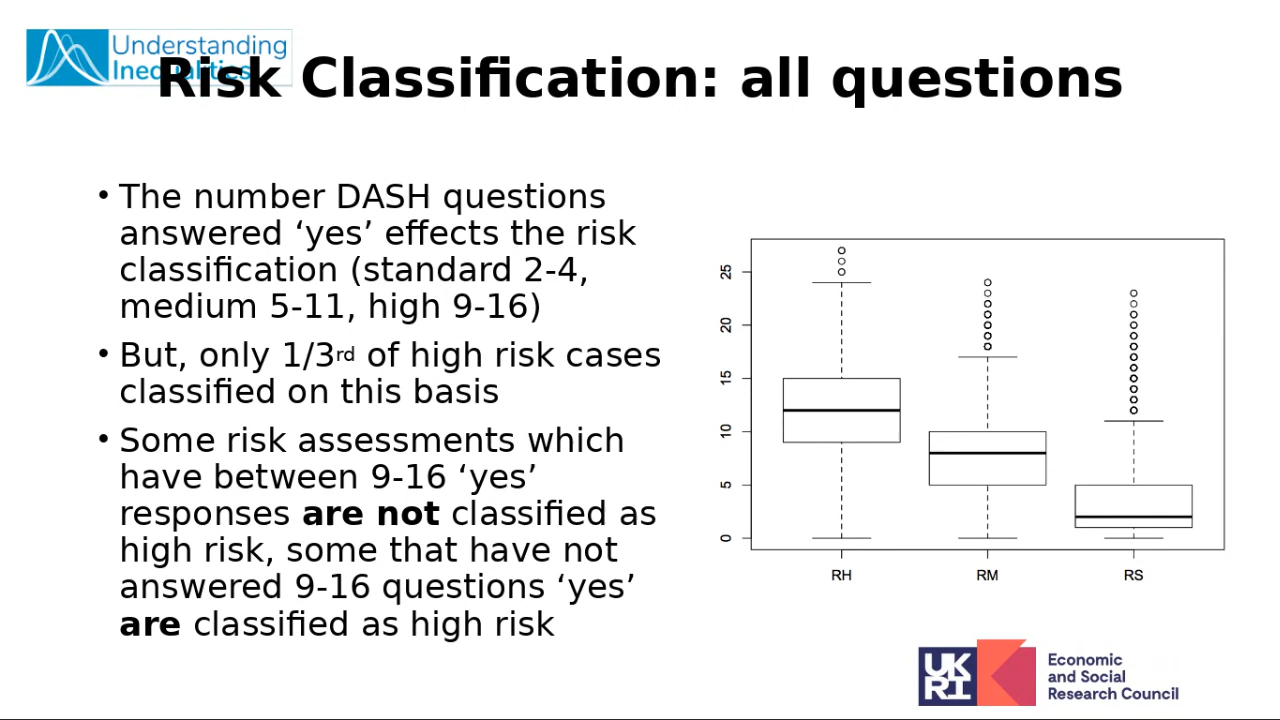 Understanding
Inequalities
Risk Classification: all questions
• The number DASH questions
answered ‘yes’ effects the risk
classification (standard 2-4,
medium 5-11, high 9-16)
• But, only 1/3rd of high risk cases
classified on this basis
• Some risk assessments which
have between 9-16 ‘yes’
responses are not classified as
high risk, some that have not
answered 9-16 questions ‘yes’
are classified as high risk
25
20
15
10
5
0
RH RM RS
UK
RI
Economic
and Social
Research Council